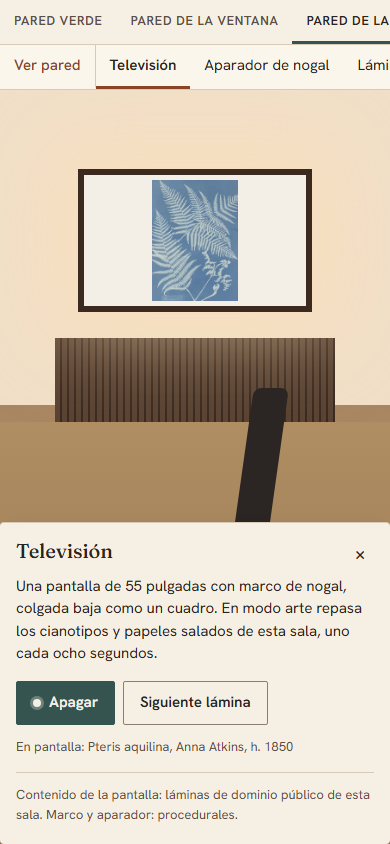 PARED VERDE PARED DE LA VENTANA PARED DE LA
Ver pared Televisión Aparador de nogal Lámi
Televisión ×
Una pantalla de 55 pulgadas con marco de nogal,
colgada baja como un cuadro. En modo arte repasa
los cianotipos y papeles salados de esta sala, uno
cada ocho segundos.
Apagar Siguiente lámina
En pantalla: Pteris aquilina, Anna Atkins, h. 1850
Contenido de la pantalla: láminas de dominio público de esta
sala. Marco y aparador: procedurales.